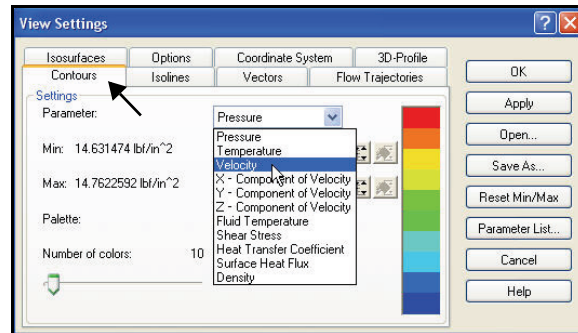 View Settings
Isosurfaces
Options
Coordinate System
3D-Profile
Contours
Isolines
Vectors
Flow Trajectories
Settings
Parameter:
Pressure
Min: 14.631474 lbf/in^2
Max: 14.7622592 lbf/in^2
Palette:
Number of colors: 10
Pressure
Temperature
Velocity
X - Component of Velocity
Y - Component of Velocity
Z - Component of Velocity
Fluid Temperature
Shear Stress
Heat Transfer Coefficient
Surface Heat Flux
Density
OK
Apply
Open...
Save As...
Reset Min/Max
Parameter List...
Cancel
Help